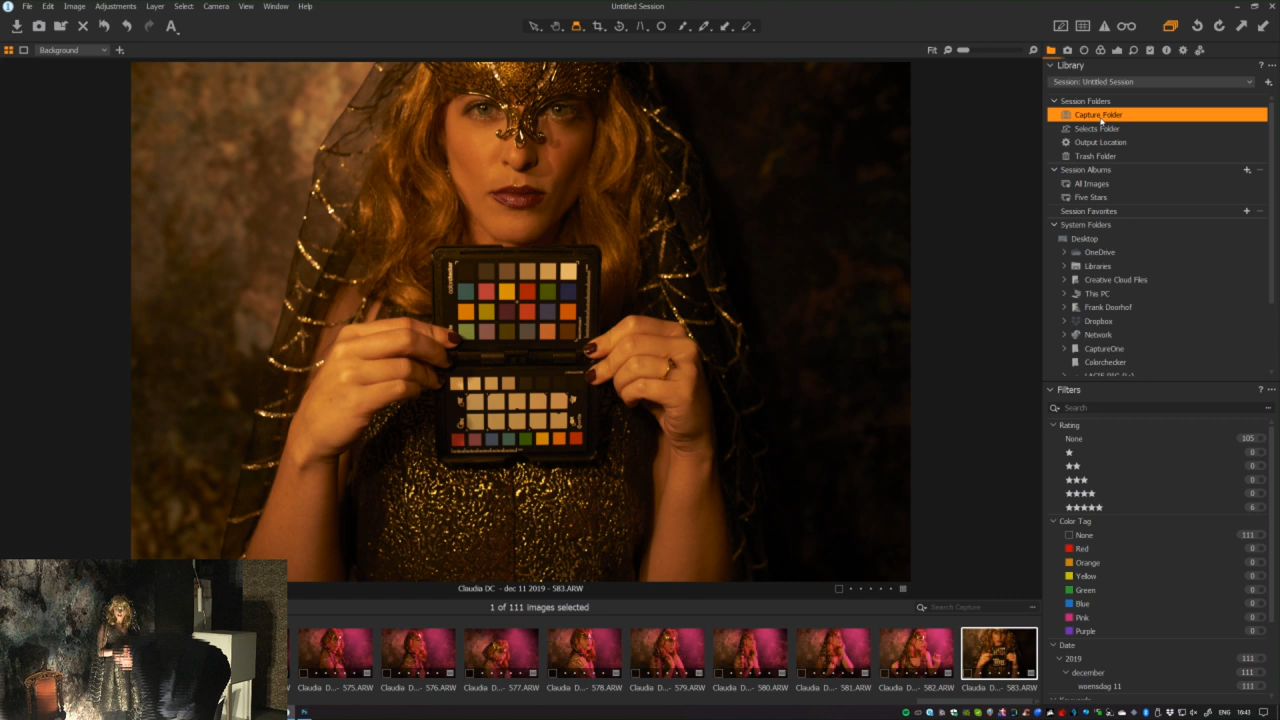 File Edit Image Adjustments Layer Select Camera View Window Help
Untitled Session
Background
Fit
Library
Session: Untitled Session
Session Folders
Capture Folder
Selects Folder
Output Location
Trash Folder
Session Albums
All Images
Five Stars
Session Favorites
System Folders
Desktop
OneDrive
Libraries
Creative Cloud Files
This PC
Frank Doorhof
Dropbox
Network
CaptureOne
Colorchecker
Filters
Search
Rating
None 105
0
0
0
0
6
Color Tag
None 111
Red 0
Orange 0
Yellow 0
Green 0
Blue 0
Pink 0
Purple 0
Date
2019 111
december 111
woensdag 11 111
Claudia DC - dec 11 2019 - 583.ARW
1 of 111 images selected
Search Capture
Claudia D...- 575.ARW
Claudia D...- 576.ARW
Claudia D...- 577.ARW
Claudia D...- 578.ARW
Claudia D...- 579.ARW
Claudia D...- 580.ARW
Claudia D...- 581.ARW
Claudia D...- 582.ARW
Claudia D...- 583.ARW
ENG 16:43